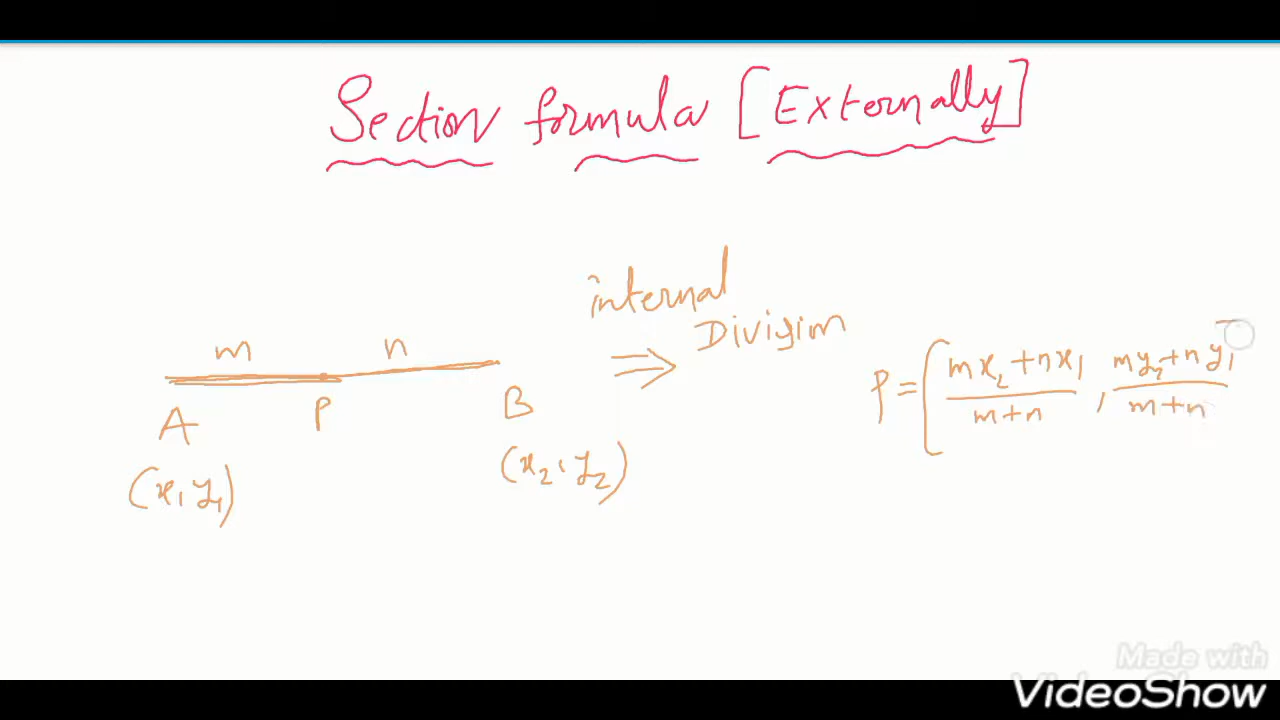 Section formula [Externally]
internal
Division
m n
⇒
P = ( mx₂+nx₁ / m+n , my₂+ny₁ / m+n
A P B
(x₁ y₁) (x₂, y₂)
Made with
VideoShow